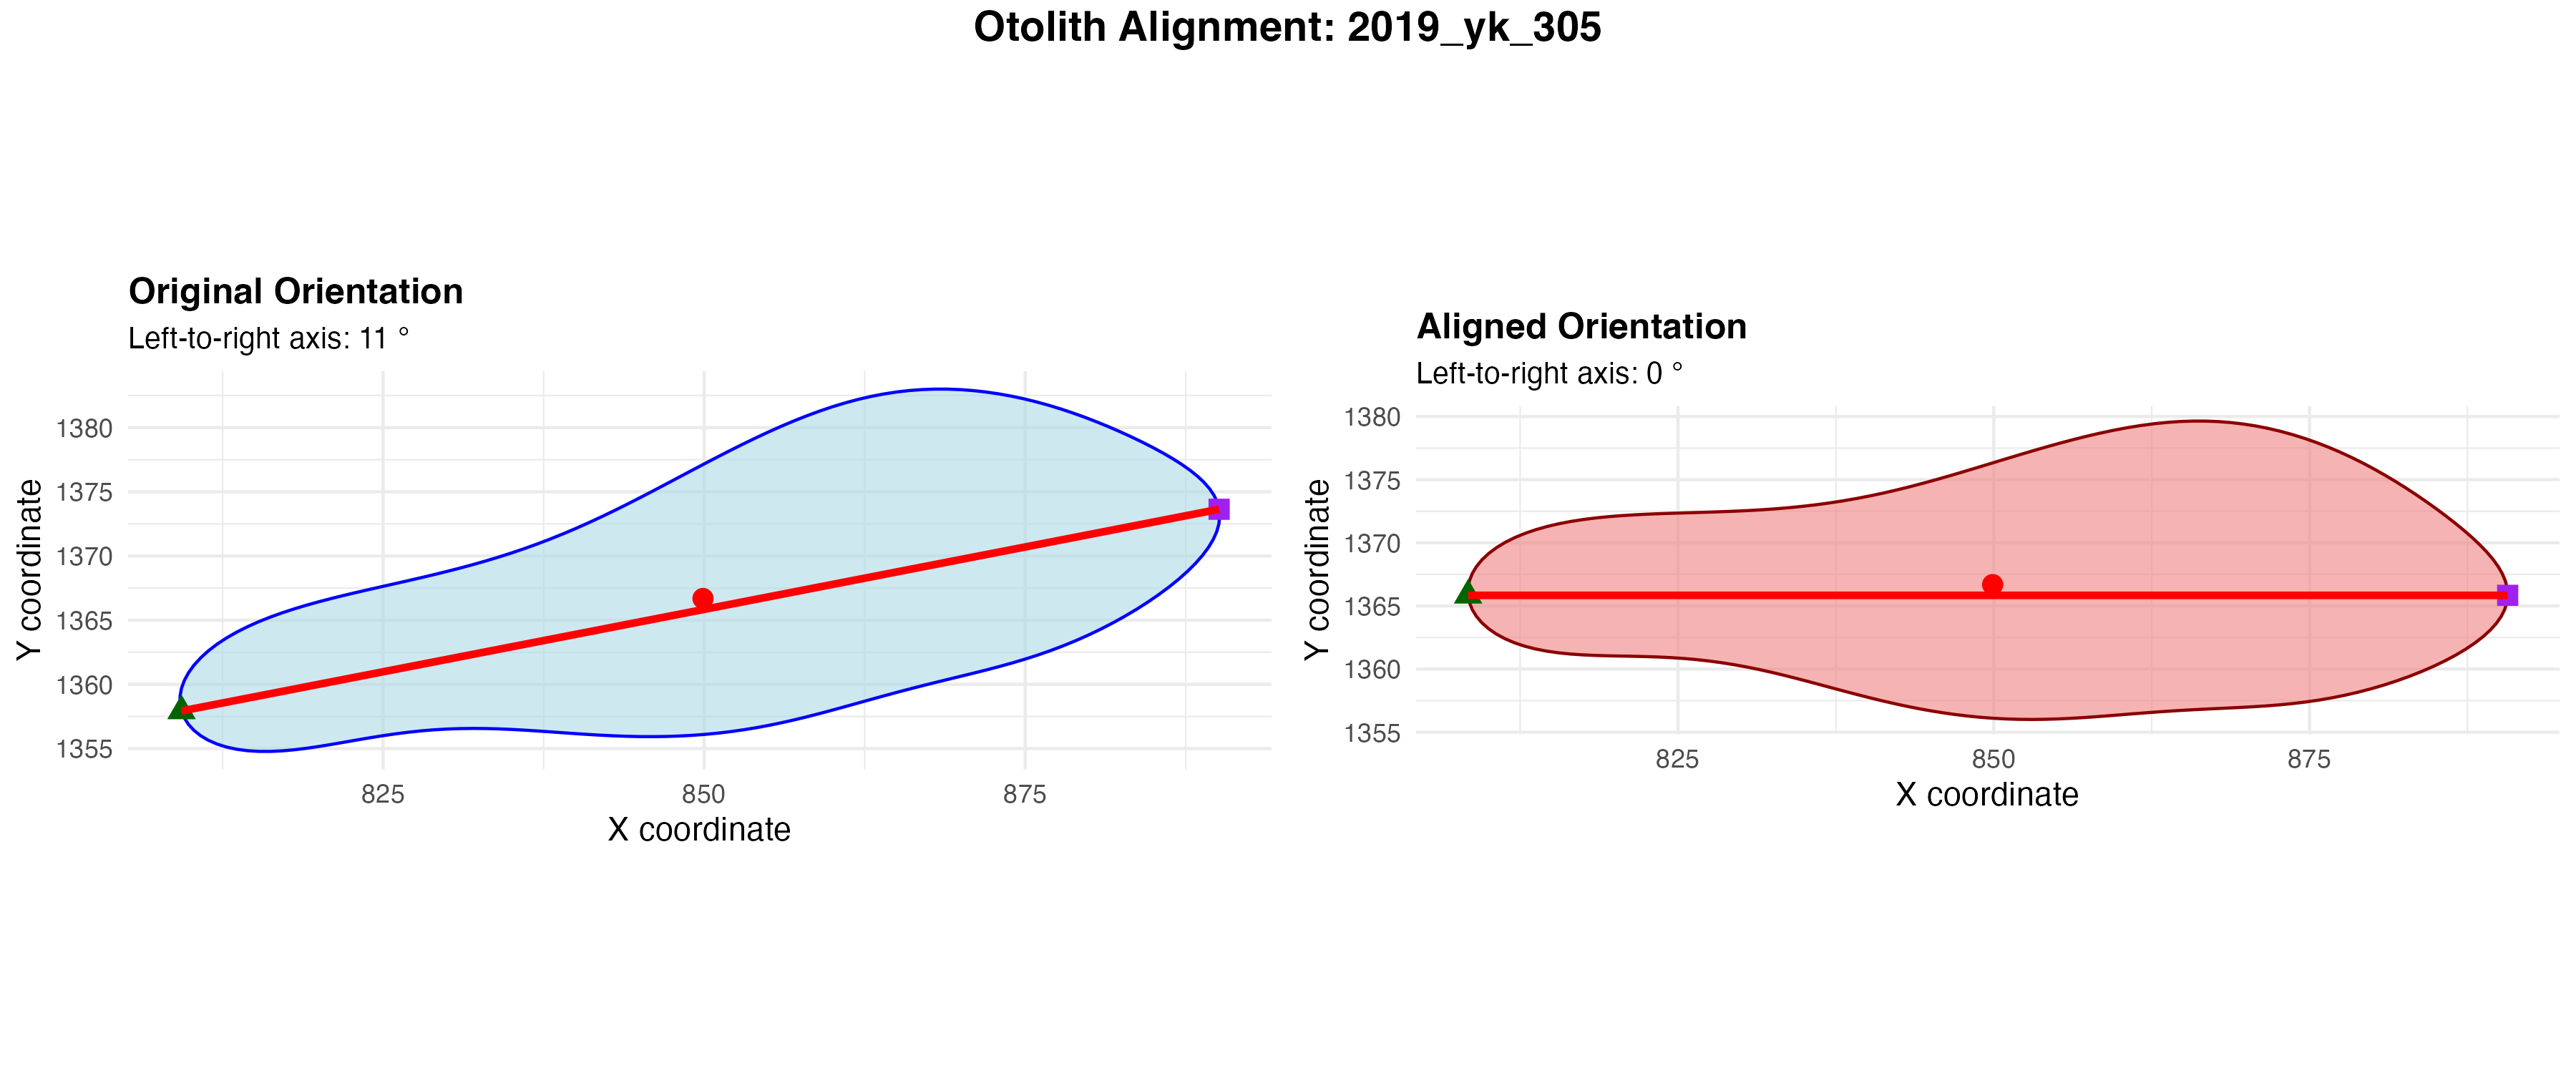 Otolith Alignment: 2019_yk_305
Original Orientation
Left-to-right axis: 11 °
1380
1375
1370
1365
1360
1355
Y coordinate
825 850 875
X coordinate
Aligned Orientation
Left-to-right axis: 0 °
1380
1375
1370
1365
1360
1355
Y coordinate
825 850 875
X coordinate